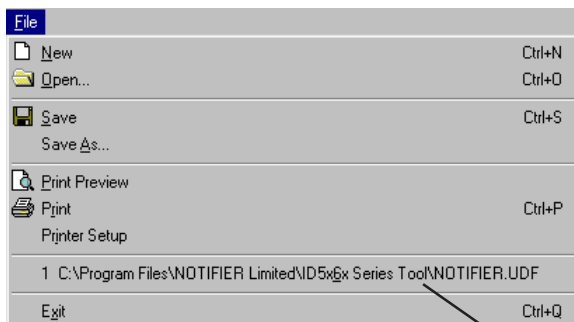 File
New Ctrl+N
Open... Ctrl+O
Save Ctrl+S
Save As...
Print Preview
Print Ctrl+P
Printer Setup
1 C:\Program Files\NOTIFIER Limited\ID5x6x Series Tool\NOTIFIER.UDF
Exit Ctrl+Q